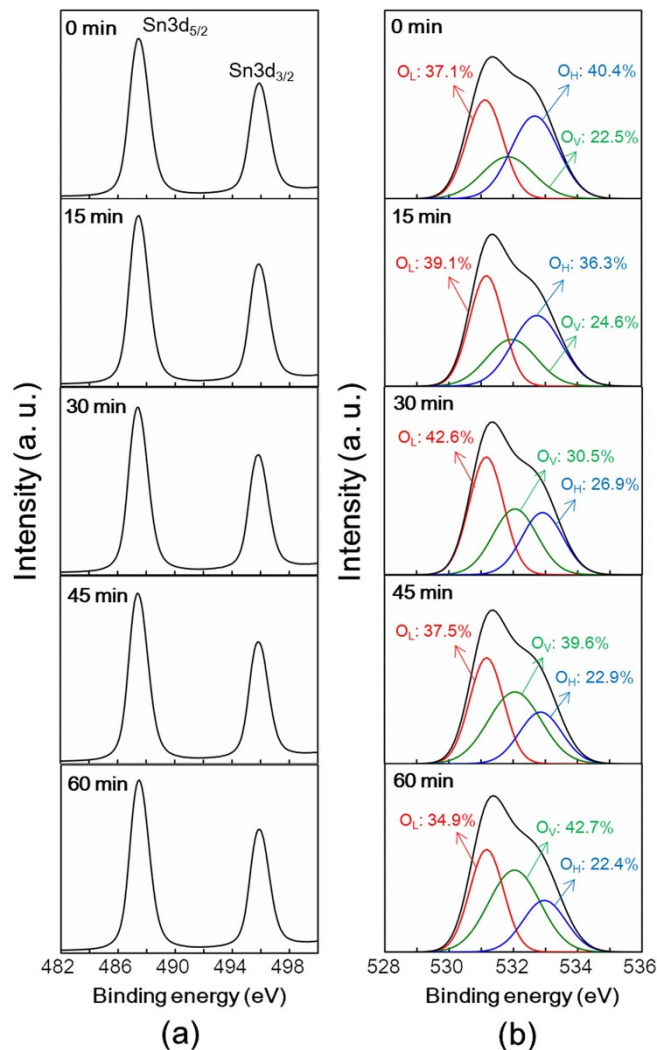 0 min
Sn3d5/2
Sn3d3/2
15 min
30 min
45 min
60 min
Intensity (a. u.)
482 486 490 494 498
Binding energy (eV)
(a)
0 min
OL: 37.1%
OH: 40.4%
OV: 22.5%
15 min
OL: 39.1%
OH: 36.3%
OV: 24.6%
30 min
OL: 42.6%
OV: 30.5%
OH: 26.9%
45 min
OL: 37.5%
OV: 39.6%
OH: 22.9%
60 min
OL: 34.9%
OV: 42.7%
OH: 22.4%
Intensity (a. u.)
528 530 532 534 536
Binding energy (eV)
(b)